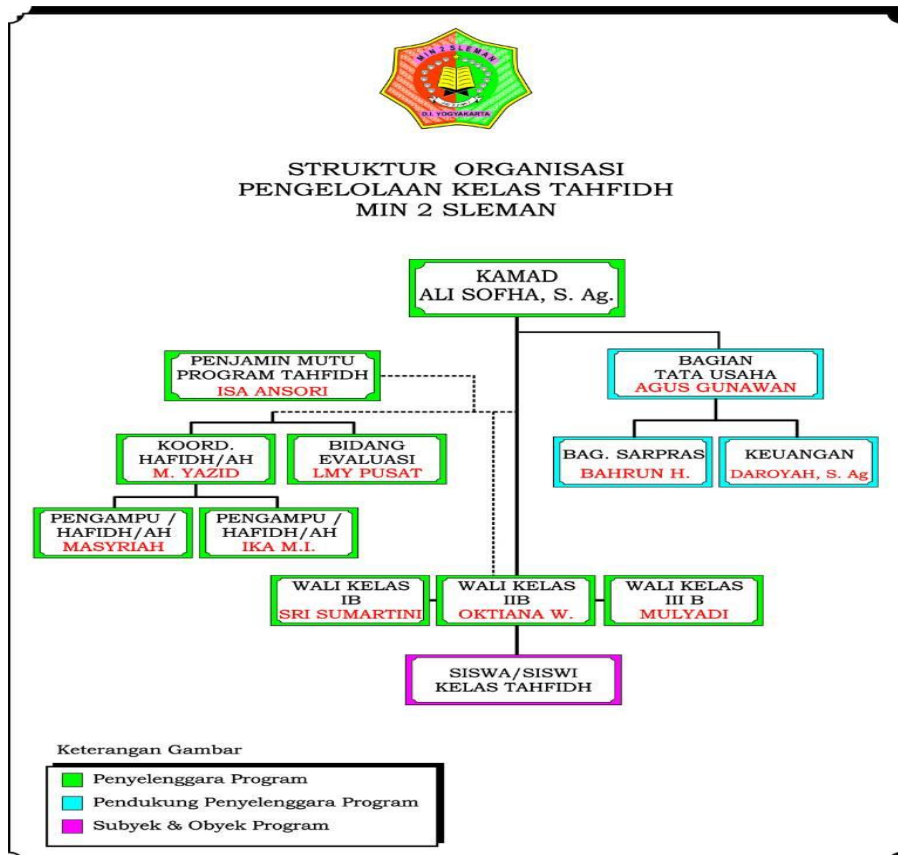 MIN 2 SLEMAN
D.I. YOGYAKARTA
STRUKTUR ORGANISASI
PENGELOLAAN KELAS TAHFIDH
MIN 2 SLEMAN
KAMAD
ALI SOFHA, S. Ag.
PENJAMIN MUTU
PROGRAM TAHFIDH
ISA ANSORI
BAGIAN
TATA USAHA
AGUS GUNAWAN
KOORD.
HAFIDH/AH
M. YAZID
BIDANG
EVALUASI
LMY PUSAT
BAG. SARPRAS
BAHRUN H.
KEUANGAN
DAROYAH, S. Ag
PENGAMPU /
HAFIDH/AH
MASYRIAH
PENGAMPU /
HAFIDH/AH
IKA M.I.
WALI KELAS
IB
SRI SUMARTINI
WALI KELAS
IIB
OKTIANA W.
WALI KELAS
III B
MULYADI
SISWA/SISWI
KELAS TAHFIDH
Keterangan Gambar
Penyelenggara Program
Pendukung Penyelenggara Program
Subyek & Obyek Program